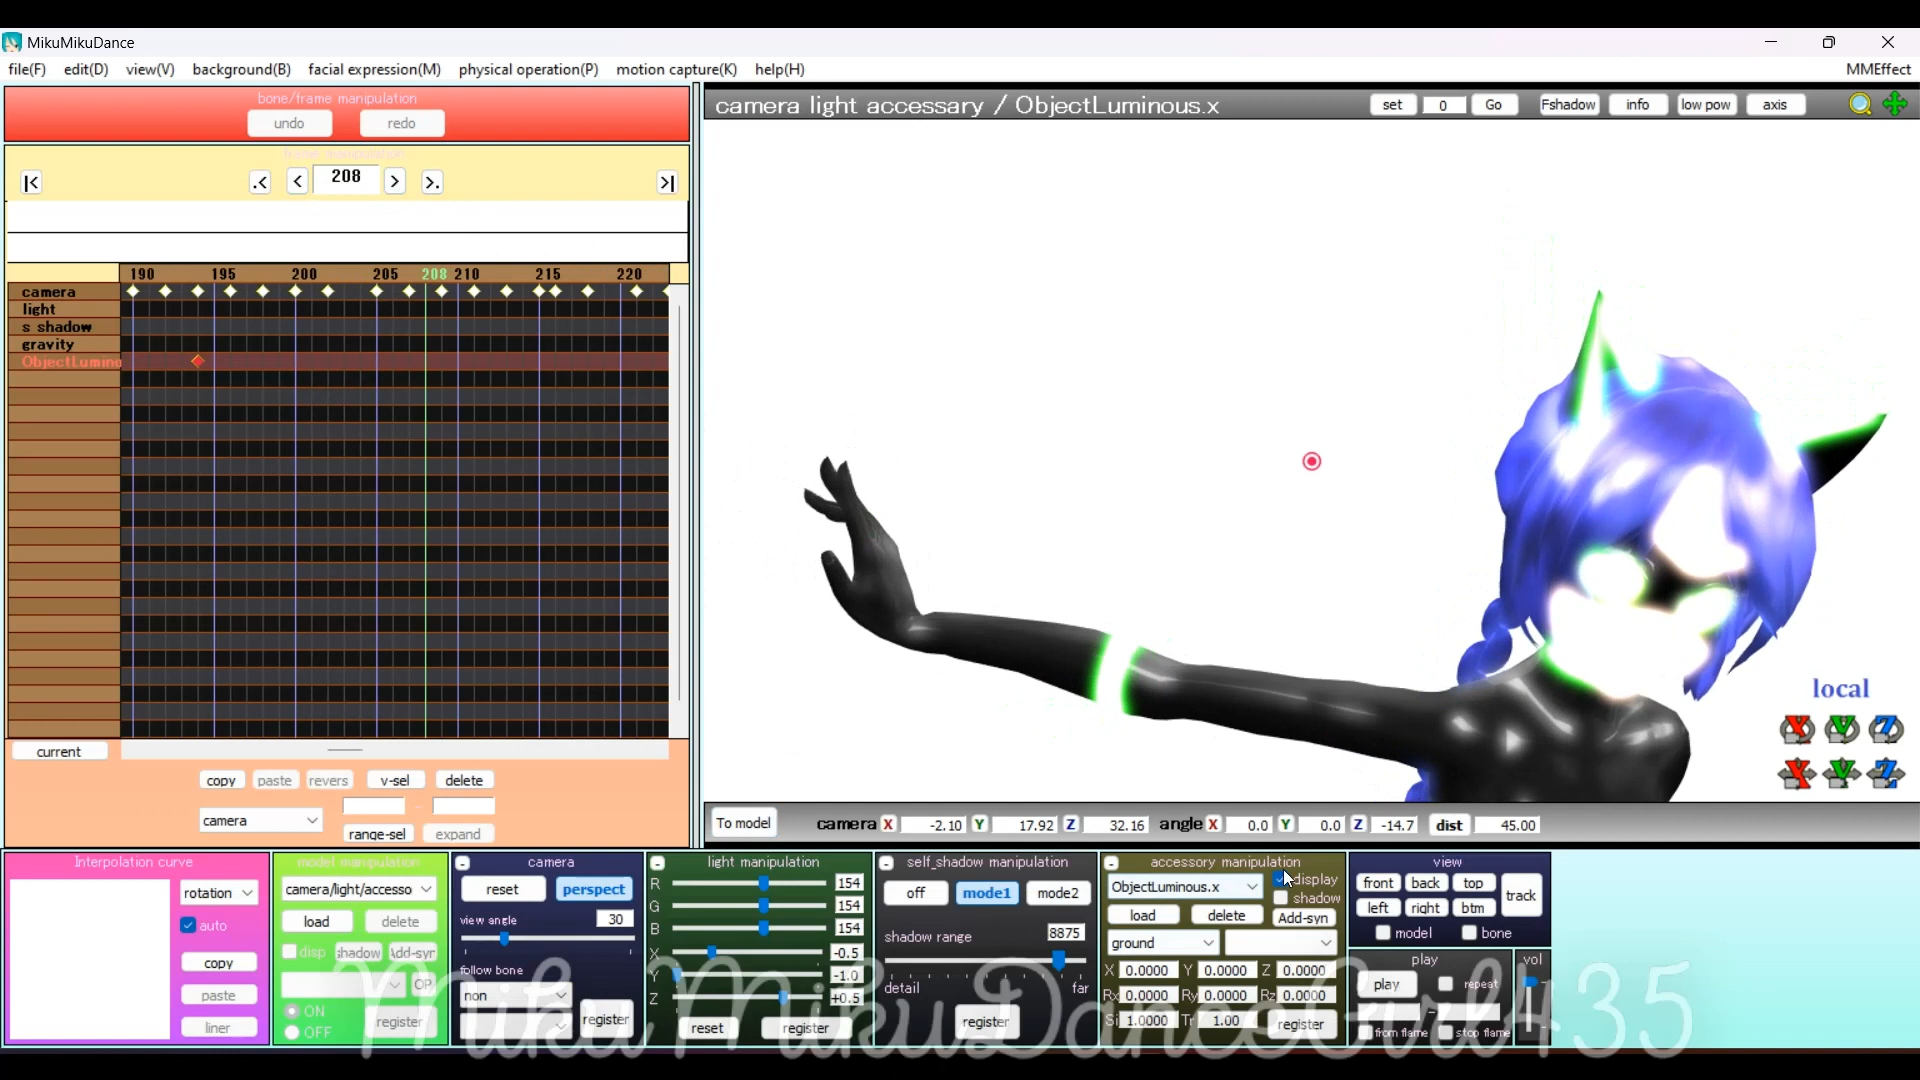 MikuMikuDance
file(F) edit(D) view(V) background(B) facial expression(M) physical operation(P) motion capture(K) help(H) MMEffect
bone/frame manipulation
undo redo
208
camera light accessary / ObjectLuminous.x
set 0 Go Fshadow info low pow axis
190 195 200 205 208 210 215 220
camera
light
s shadow
gravity
ObjectLumino
current
copy paste revers v-sel delete
camera
range-sel expand
local
X Y Z
X Y Z
To model camera X -2.10 Y 17.92 Z 32.16 angle X 0.0 Y 0.0 Z -14.7 dist 45.00
Interpolation curve
rotation
auto
copy
paste
liner
model manipulation
camera/light/accesso
load delete
disp shadow Add-syn
OP
ON
OFF
register
camera
reset perspect
view angle 30
follow bone
non
register
light manipulation
R 154
G 154
B 154
X -0.5
Y -1.0
Z +0.5
reset register
self_shadow manipulation
off mode1 mode2
shadow range 8875
detail far
register
accessory manipulation
ObjectLuminous.x display
shadow
load delete Add-syn
ground
X 0.0000 Y 0.0000 Z 0.0000
Rx 0.0000 Ry 0.0000 Rz 0.0000
Si 1.0000 Tr 1.00 register
view
front back top
left right btm
track
model bone
play
play repeat
from flame stop flame
vol
MikuMikuDanceGirl435